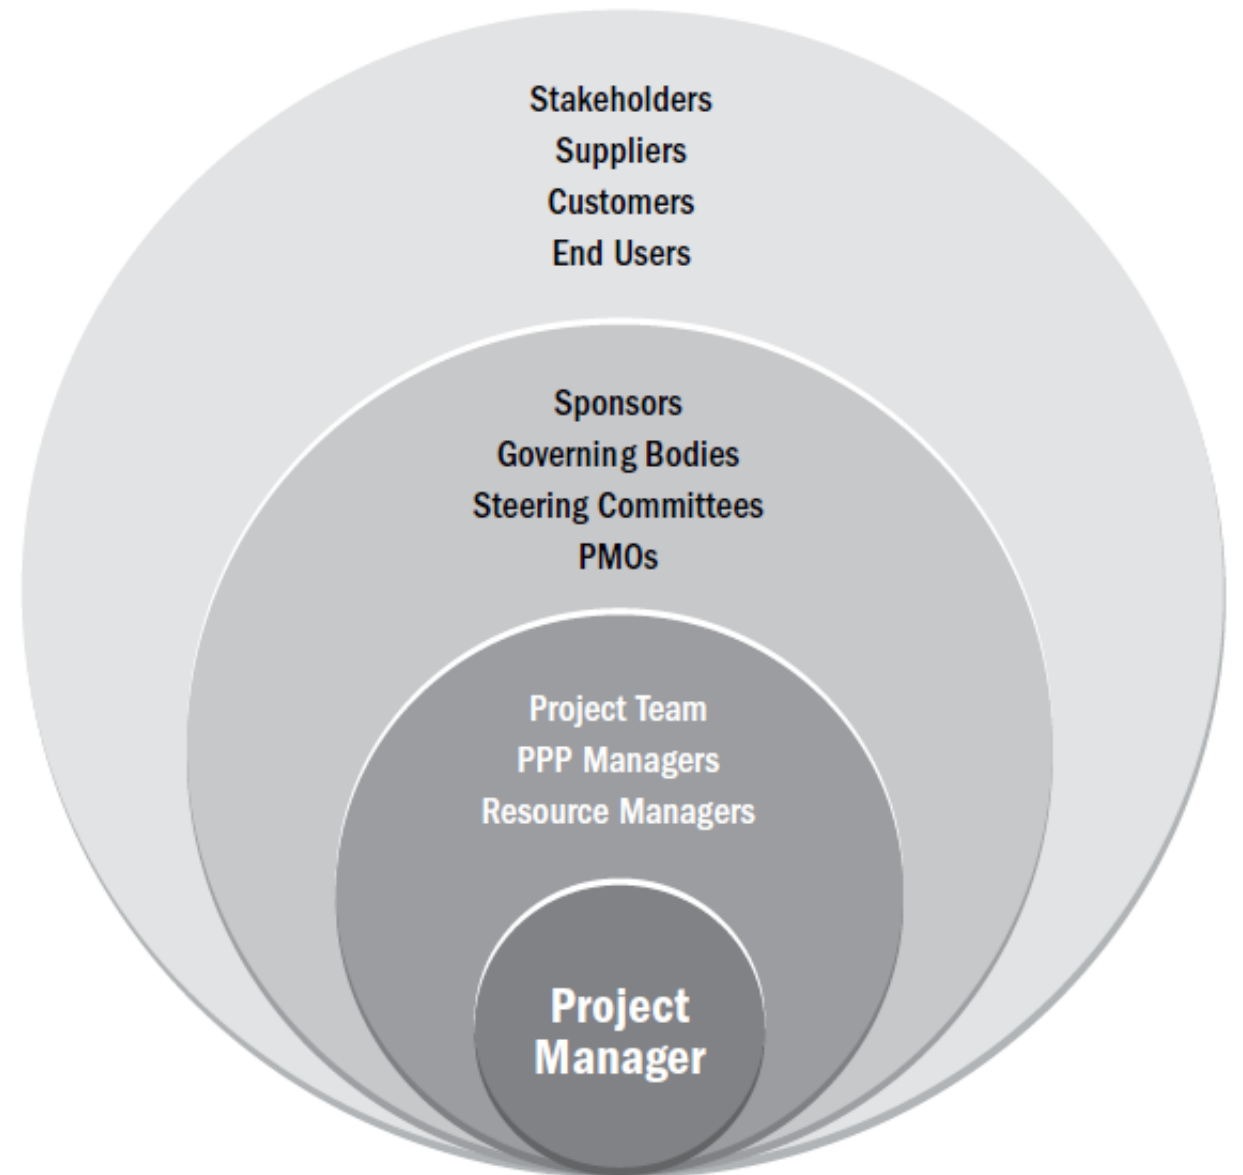 Stakeholders
Suppliers
Customers
End Users
Sponsors
Governing Bodies
Steering Committees
PMOs
Project Team
PPP Managers
Resource Managers
Project
Manager